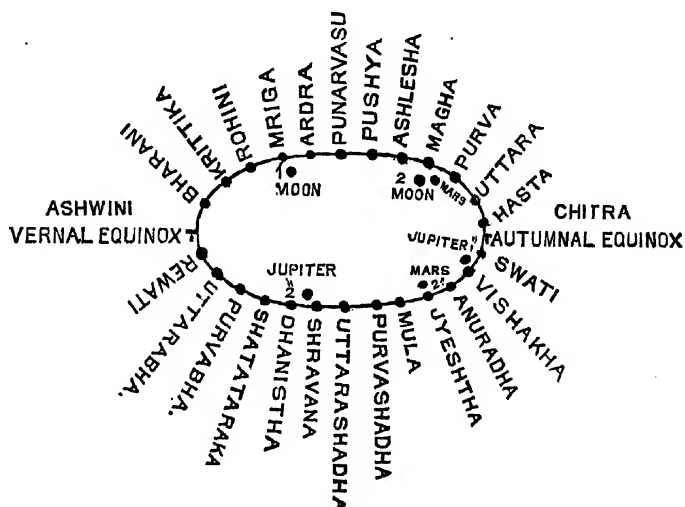 ASHWINI
VERNAL EQUINOX
BHARANI
KRITTIKA
ROHINI
MRIGA
ARDRA
PUNARVASU
PUSHYA
ASHLESHA
MAGHA
PURVA
UTTARA
HASTA
CHITRA
AUTUMNAL EQUINOX
SWATI
VISHAKHA
ANURADHA
JYESHTHA
MULA
PURVASHADHA
UTTARASHADHA
SHRAVANA
DHANISTHA
SHATATARAKA
PURVABHA.
UTTARABHA.
REWATI
1
MOON
2
MOON
MARS
JUPITER 1"
MARS
2"
JUPITER
2"